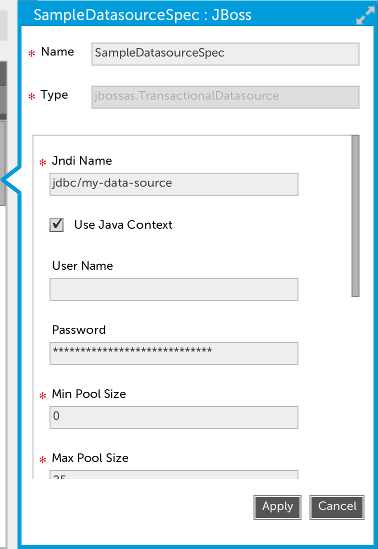 SampleDatasourceSpec : JBoss
* Name SampleDatasourceSpec
* Type jbossas.TransactionalDatasource
* Jndi Name
jdbc/my-data-source
Use Java Context
User Name
Password
*****************************
* Min Pool Size
0
* Max Pool Size
Apply Cancel